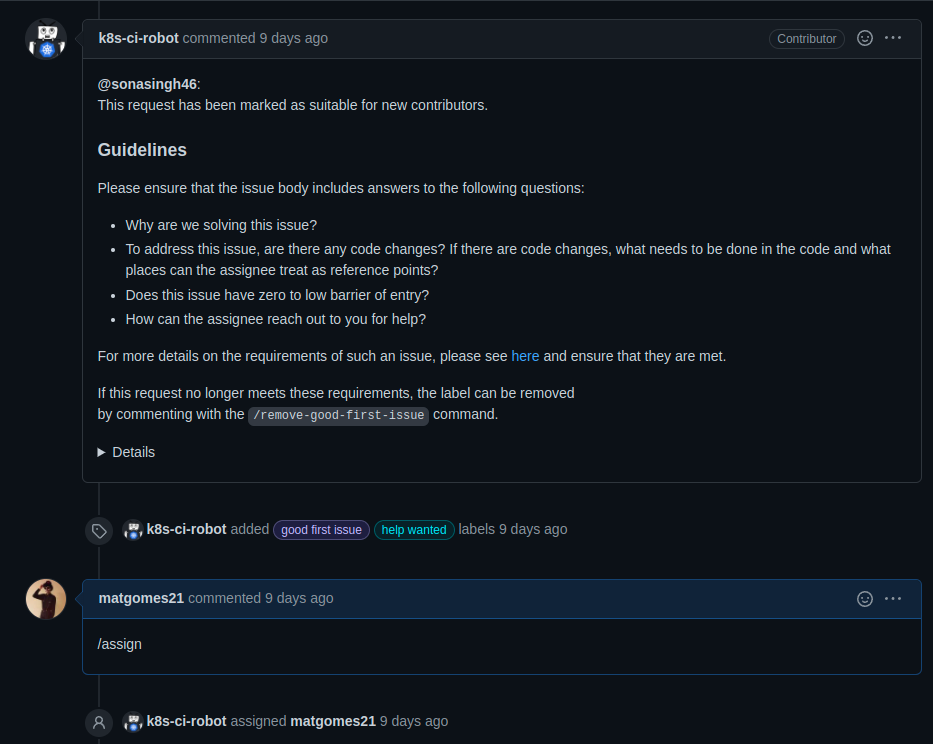 k8s-ci-robot commented 9 days ago Contributor
@sonasingh46:
This request has been marked as suitable for new contributors.
Guidelines
Please ensure that the issue body includes answers to the following questions:
• Why are we solving this issue?
• To address this issue, are there any code changes? If there are code changes, what needs to be done in the code and what
places can the assignee treat as reference points?
• Does this issue have zero to low barrier of entry?
• How can the assignee reach out to you for help?
For more details on the requirements of such an issue, please see here and ensure that they are met.
If this request no longer meets these requirements, the label can be removed
by commenting with the /remove-good-first-issue command.
Details
k8s-ci-robot added good first issue help wanted labels 9 days ago
matgomes21 commented 9 days ago
/assign
k8s-ci-robot assigned matgomes21 9 days ago